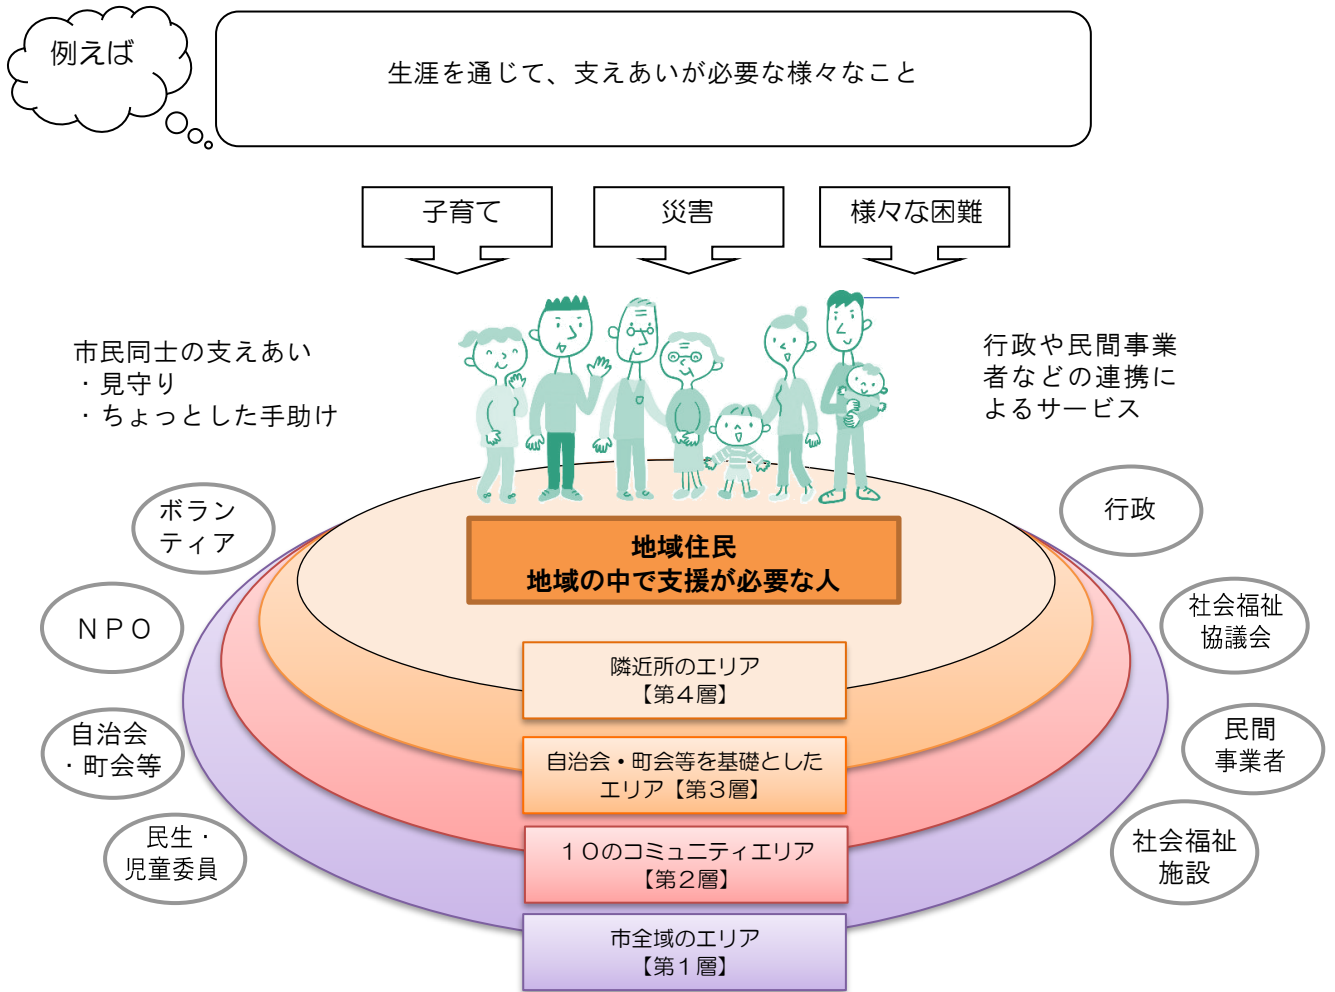 例えば
生涯を通じて、支えあいが必要な様々なこと
子育て
災害
様々な困難
市民同士の支えあい
・見守り
・ちょっとした手助け
行政や民間事業
者などの連携に
よるサービス
ボラン
ティア
ＮＰＯ
自治会
・町会等
民生・
児童委員
行政
社会福祉
協議会
民間
事業者
社会福祉
施設
地域住民
地域の中で支援が必要な人
隣近所のエリア
【第４層】
自治会・町会等を基礎とした
エリア【第３層】
１０のコミュニティエリア
【第２層】
市全域のエリア
【第１層】